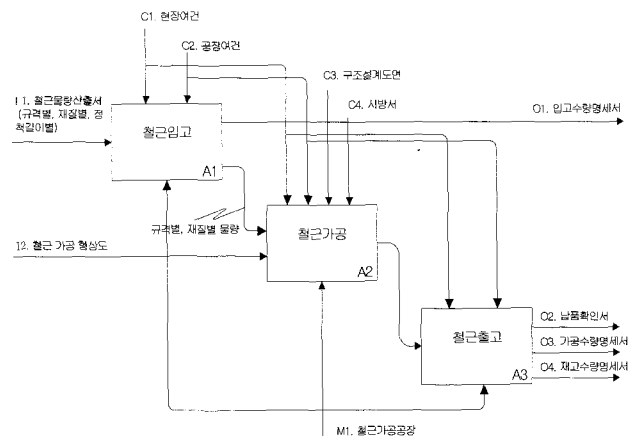 C1. 현장여건
C2. 공장여건
C3. 구조설계도면
C4. 시방서
I1. 철근물량산출서
(규격별, 재질별, 정
척길이별)
O1. 입고수량명세서
철근입고
A1
규격별, 재질별 물량
철근가공
A2
I2. 철근 가공 형상도
철근출고
A3
O2. 납품확인서
O3. 가공수량명세서
O4. 재고수량명세서
M1. 철근가공공장